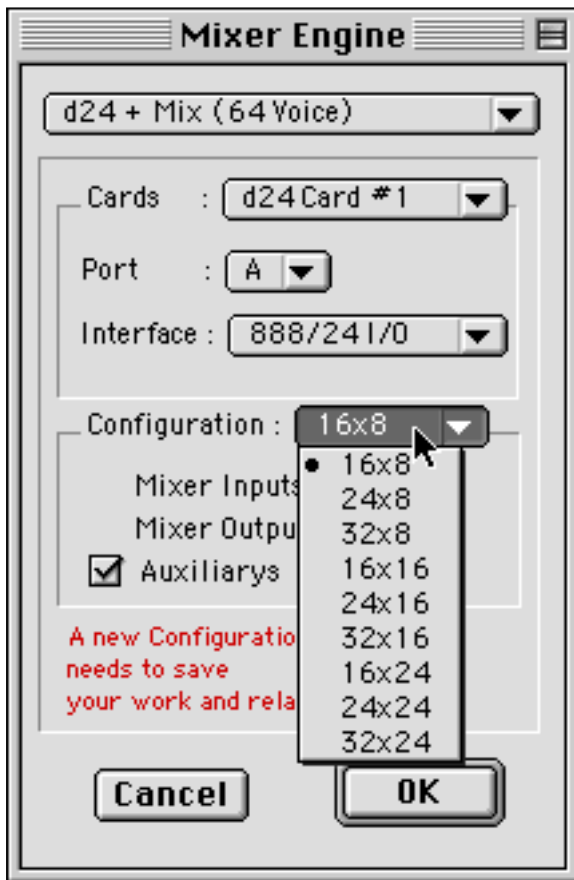 Mixer Engine
d24 + Mix (64 Voice)
Cards : d24 Card #1
Port : A
Interface : 888/24 I/O
Configuration : 16x8
16x8
24x8
32x8
16x16
24x16
32x16
16x24
24x24
32x24
Mixer Inputs
Mixer Outpu
Auxiliarys
A new Configuratio
needs to save
your work and rela
Cancel
OK